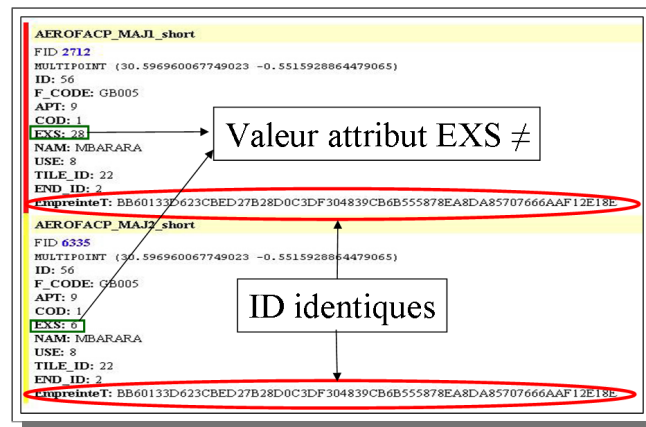 AEROFACP_MAJ1_short
FID 2712
MULTIPOINT (30.596960067749023 -0.5515928864479065)
ID: 56
F_CODE: GB005
APT: 9
COD: 1
EXS: 28
NAM: MBARARA
USE: 8
TILE_ID: 22
END_ID: 2
EmpreinteT: BB60133D623CBED27B28D0C3DF304839CB6B555878EA8DA85707666AAF12E18E
Valeur attribut EXS ≠
AEROFACP_MAJ2_short
FID 6335
MULTIPOINT (30.596960067749023 -0.5515928864479065)
ID: 56
F_CODE: GB005
APT: 9
COD: 1
EXS: 6
NAM: MBARARA
USE: 8
TILE_ID: 22
END_ID: 2
EmpreinteT: BB60133D623CBED27B28D0C3DF304839CB6B555878EA8DA85707666AAF12E18E
ID identiques